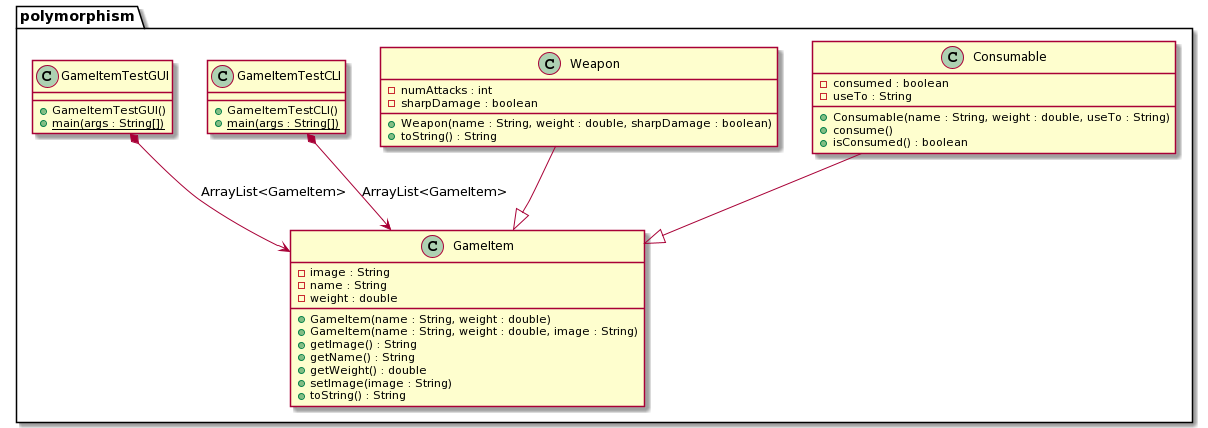 polymorphism
C GameItemTestGUI
GameItemTestGUI()
main(args : String[])
C GameItemTestCLI
GameItemTestCLI()
main(args : String[])
C Weapon
numAttacks : int
sharpDamage : boolean
Weapon(name : String, weight : double, sharpDamage : boolean)
toString() : String
C Consumable
consumed : boolean
useTo : String
Consumable(name : String, weight : double, useTo : String)
consume()
isConsumed() : boolean
ArrayList<GameItem>
ArrayList<GameItem>
C GameItem
image : String
name : String
weight : double
GameItem(name : String, weight : double)
GameItem(name : String, weight : double, image : String)
getImage() : String
getName() : String
getWeight() : double
setImage(image : String)
toString() : String